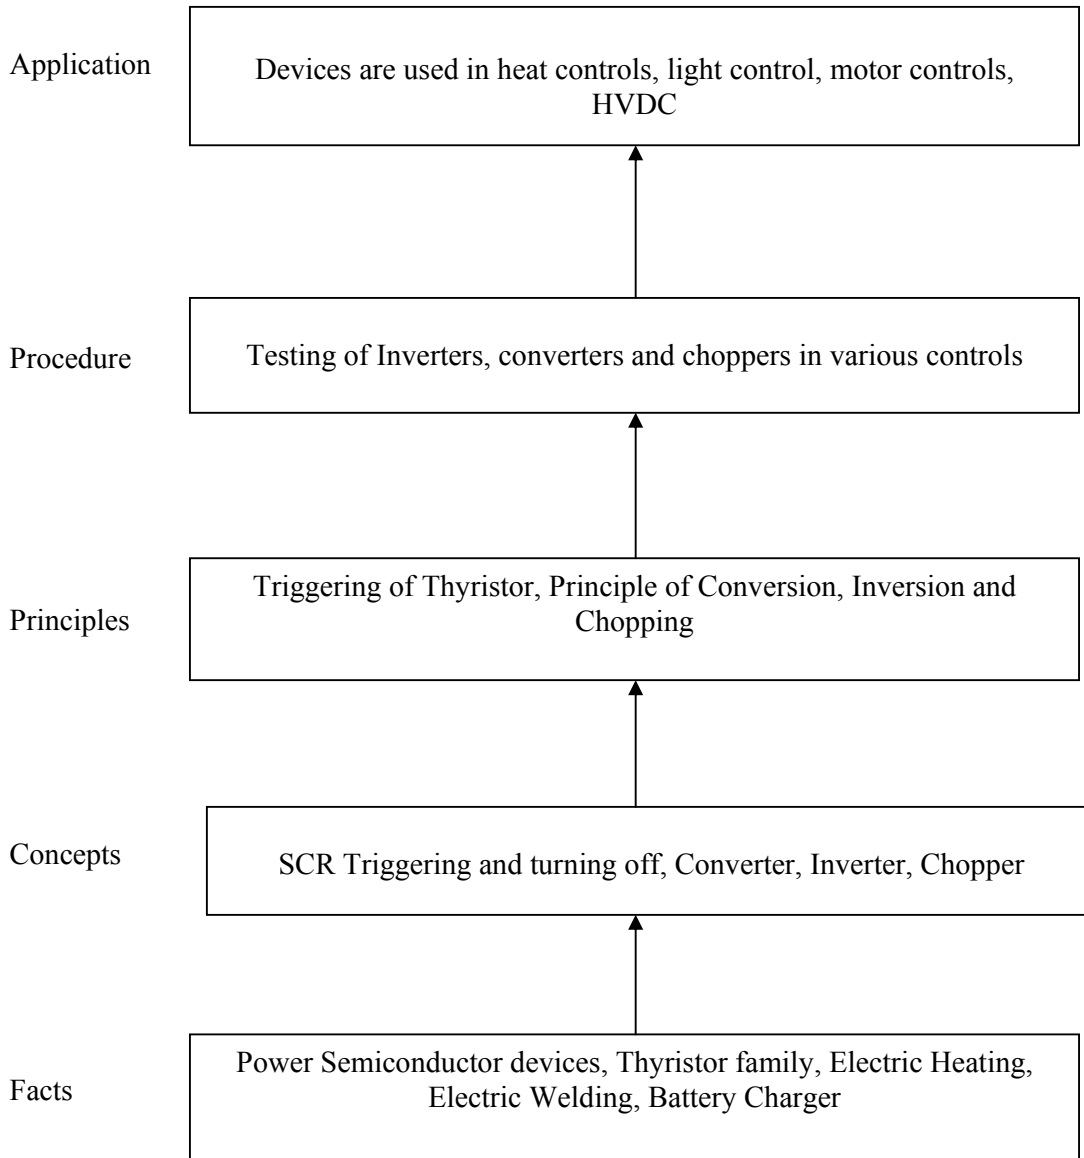 Application
Devices are used in heat controls, light control, motor controls,
HVDC
Procedure
Testing of Inverters, converters and choppers in various controls
Principles
Triggering of Thyristor, Principle of Conversion, Inversion and
Chopping
Concepts
SCR Triggering and turning off, Converter, Inverter, Chopper
Facts
Power Semiconductor devices, Thyristor family, Electric Heating,
Electric Welding, Battery Charger